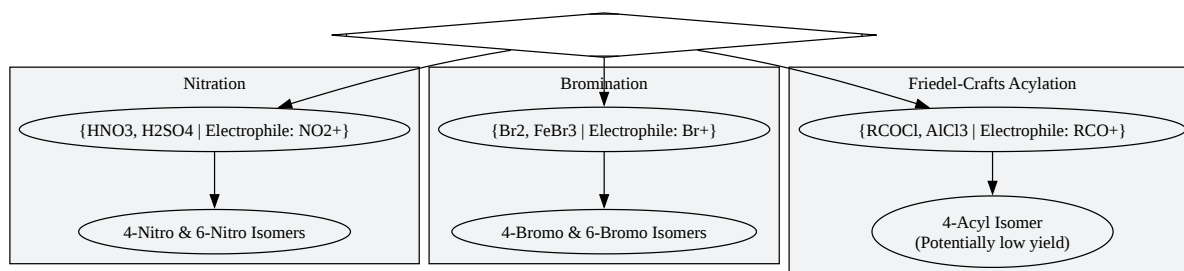 Nitration
{HNO3, H2SO4 | Electrophile: NO2+}
4-Nitro & 6-Nitro Isomers
Bromination
{Br2, FeBr3 | Electrophile: Br+}
4-Bromo & 6-Bromo Isomers
Friedel-Crafts Acylation
{RCOCl, AlCl3 | Electrophile: RCO+}
4-Acyl Isomer
(Potentially low yield)